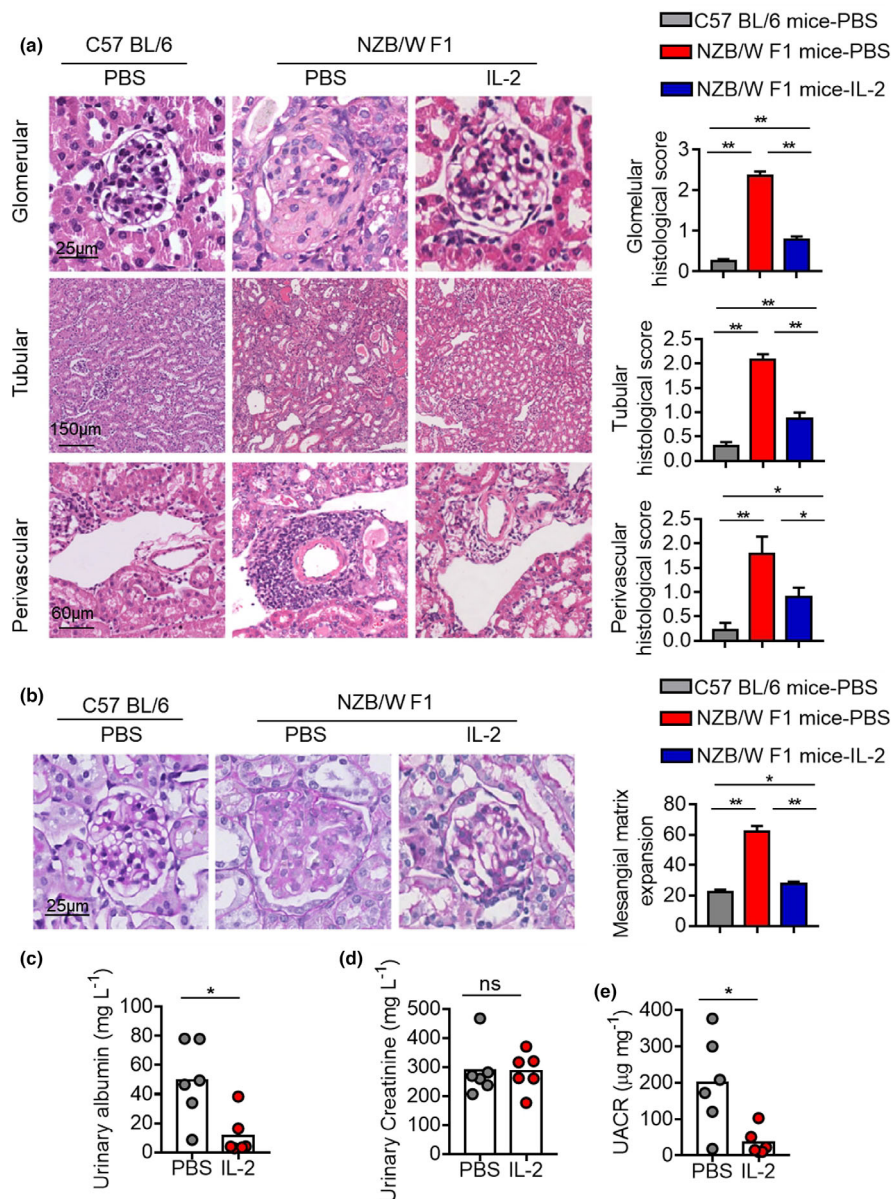 (a)
C57 BL/6
NZB/W F1
PBS
PBS
IL-2
C57 BL/6 mice-PBS
NZB/W F1 mice-PBS
NZB/W F1 mice-IL-2
Glomerular
25µm
Glomelular
histological score
3
2
1
0
**
**
**
Tubular
150µm
Tubular
histological score
2.5
2.0
1.5
1.0
0.5
0.0
**
**
**
Perivascular
60µm
Perivascular
histological score
2.5
2.0
1.5
1.0
0.5
0.0
*
**
*
(b)
C57 BL/6
NZB/W F1
PBS
PBS
IL-2
C57 BL/6 mice-PBS
NZB/W F1 mice-PBS
NZB/W F1 mice-IL-2
25µm
Mesangial matrix
expansion
80
60
40
20
0
*
**
**
(c)
Urinary albumin (mg L⁻¹)
100
80
60
40
20
0
*
PBS IL-2
(d)
Urinary Creatinine (mg L⁻¹)
500
400
300
200
100
0
ns
PBS IL-2
(e)
UACR (µg mg⁻¹)
400
300
200
100
0
*
PBS IL-2